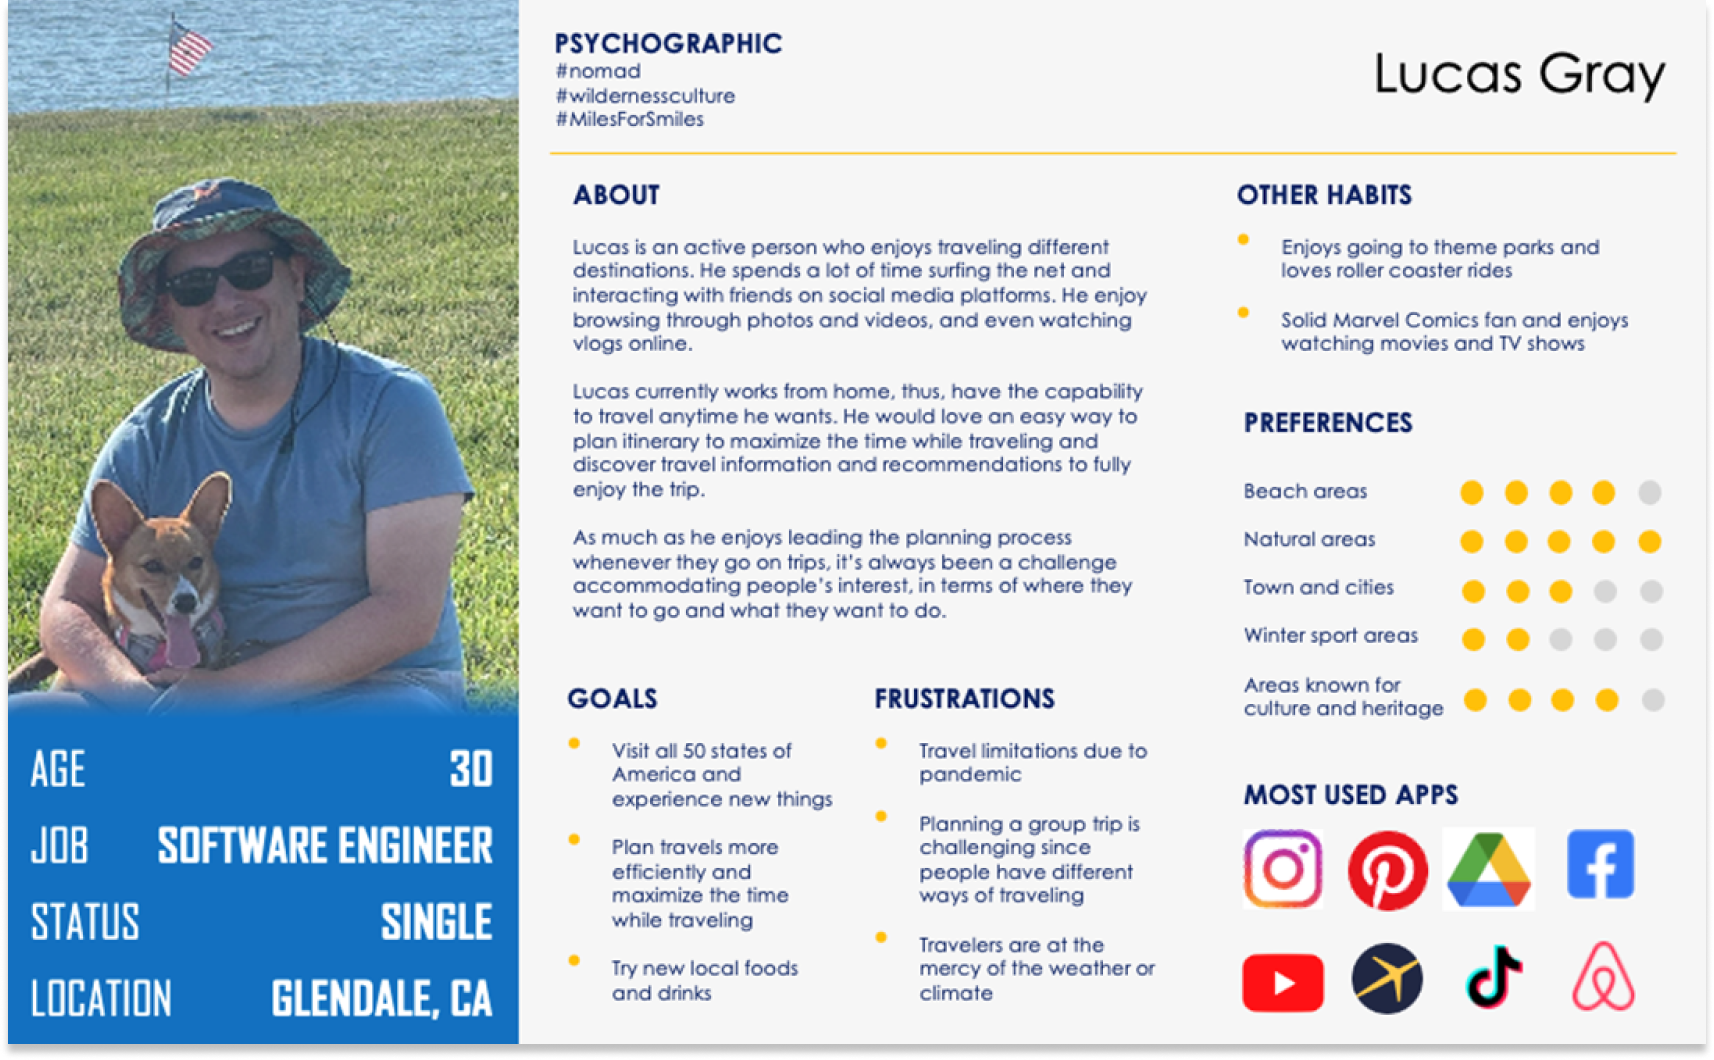 PSYCHOGRAPHIC
#nomad
#wildernessculture
#MilesForSmiles
Lucas Gray
ABOUT
Lucas is an active person who enjoys traveling different
destinations. He spends a lot of time surfing the net and
interacting with friends on social media platforms. He enjoy
browsing through photos and videos, and even watching
vlogs online.
Lucas currently works from home, thus, have the capability
to travel anytime he wants. He would love an easy way to
plan itinerary to maximize the time while traveling and
discover travel information and recommendations to fully
enjoy the trip.
As much as he enjoys leading the planning process
whenever they go on trips, it’s always been a challenge
accommodating people’s interest, in terms of where they
want to go and what they want to do.
GOALS
Visit all 50 states of
America and
experience new things
Plan travels more
efficiently and
maximize the time
while traveling
Try new local foods
and drinks
FRUSTRATIONS
Travel limitations due to
pandemic
Planning a group trip is
challenging since
people have different
ways of traveling
Travelers are at the
mercy of the weather or
climate
OTHER HABITS
Enjoys going to theme parks and
loves roller coaster rides
Solid Marvel Comics fan and enjoys
watching movies and TV shows
PREFERENCES
Beach areas
Natural areas
Town and cities
Winter sport areas
Areas known for
culture and heritage
MOST USED APPS
AGE 30
JOB SOFTWARE ENGINEER
STATUS SINGLE
LOCATION GLENDALE, CA